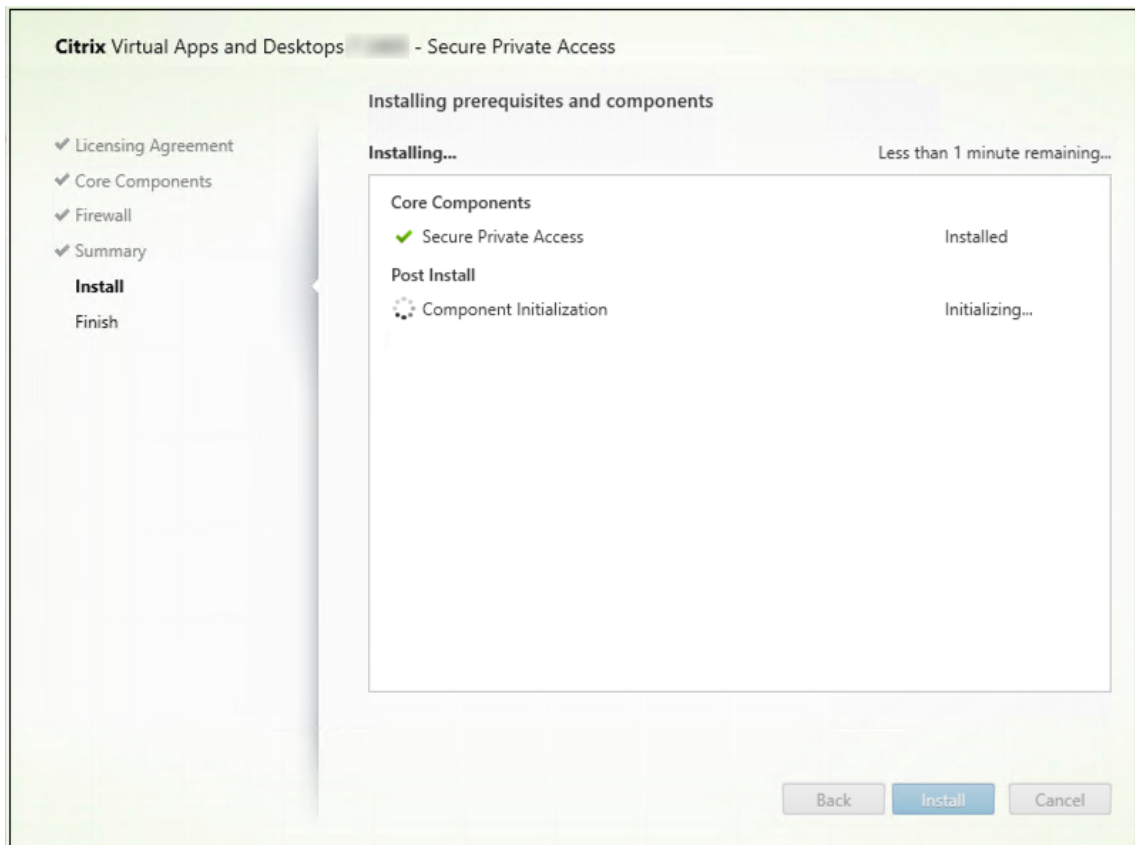 Citrix Virtual Apps and Desktops - Secure Private Access
Installing prerequisites and components
Licensing Agreement
Core Components
Firewall
Summary
Install
Finish
Installing... Less than 1 minute remaining...
Core Components
Secure Private Access Installed
Post Install
Component Initialization Initializing...
Back Install Cancel